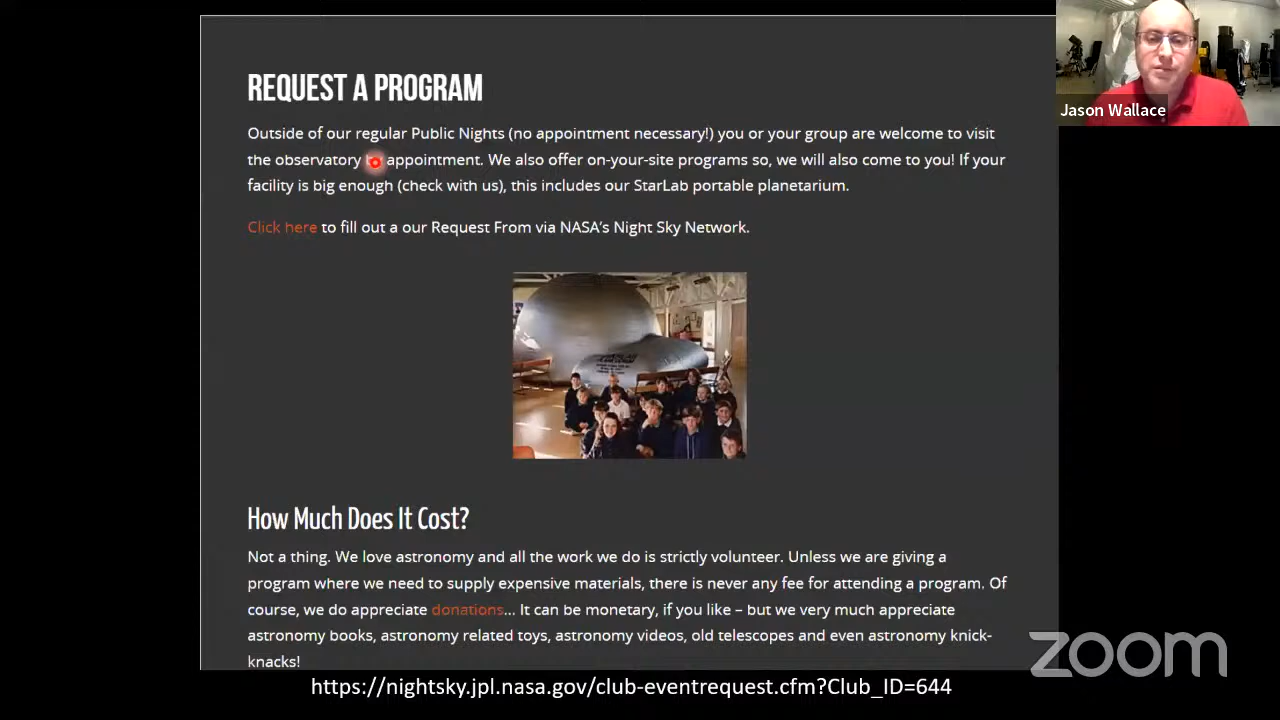 REQUEST A PROGRAM
Outside of our regular Public Nights (no appointment necessary!) you or your group are welcome to visit
the observatory appointment. We also offer on-your-site programs so, we will also come to you! If your
facility is big enough (check with us), this includes our StarLab portable planetarium.
Click here to fill out a our Request From via NASA's Night Sky Network.
How Much Does It Cost?
Not a thing. We love astronomy and all the work we do is strictly volunteer. Unless we are giving a
program where we need to supply expensive materials, there is never any fee for attending a program. Of
course, we do appreciate donations... It can be monetary, if you like – but we very much appreciate
astronomy books, astronomy related toys, astronomy videos, old telescopes and even astronomy knick-
knacks!
https://nightsky.jpl.nasa.gov/club-eventrequest.cfm?Club_ID=644
Jason Wallace
zoom